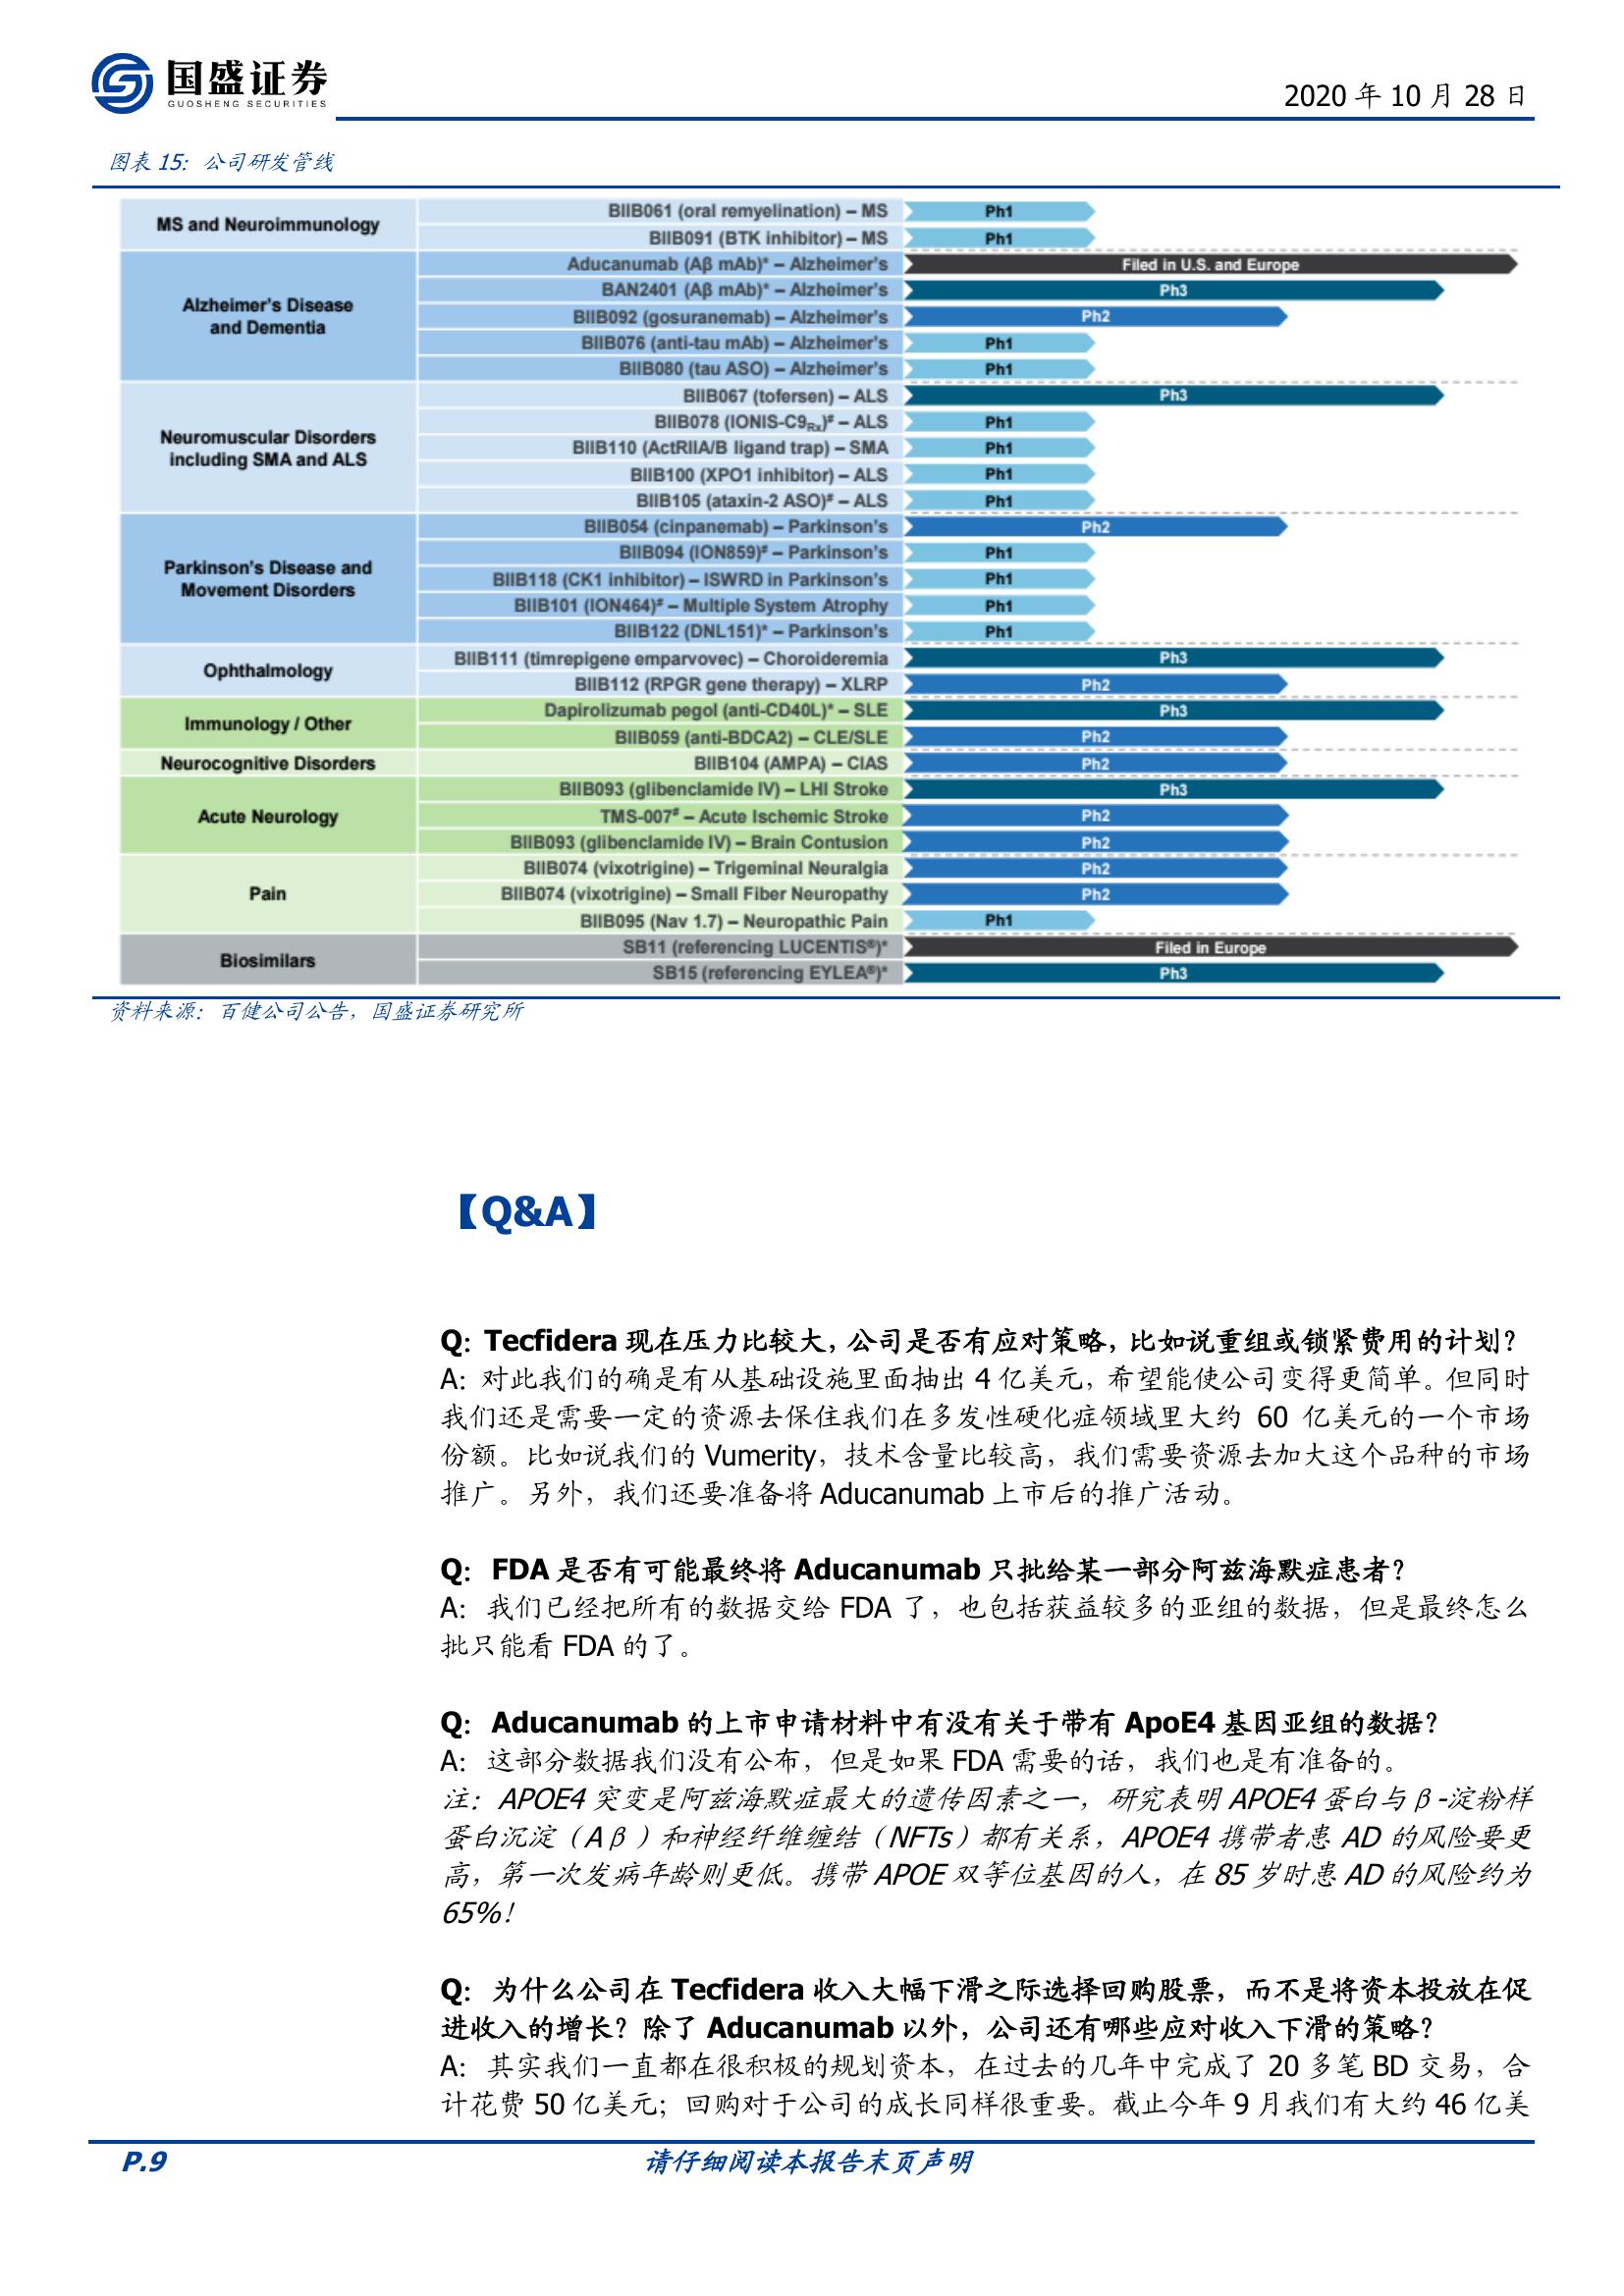 国盛证券
GUOSHENG SECURITIES
2020 年 10 月 28 日
图表 15：公司研发管线
MS and Neuroimmunology
BIIB061 (oral remyelination) – MS Ph1
BIIB091 (BTK inhibitor) – MS Ph1
Alzheimer's Disease
and Dementia
Aducanumab (Aβ mAb)* – Alzheimer's Filed in U.S. and Europe
BAN2401 (Aβ mAb)* – Alzheimer's Ph3
BIIB092 (gosuranemab) – Alzheimer's Ph2
BIIB076 (anti-tau mAb) – Alzheimer's Ph1
BIIB080 (tau ASO) – Alzheimer's Ph1
Neuromuscular Disorders
including SMA and ALS
BIIB067 (tofersen) – ALS Ph3
BIIB078 (IONIS-C9Rx)# – ALS Ph1
BIIB110 (ActRIIA/B ligand trap) – SMA Ph1
BIIB100 (XPO1 inhibitor) – ALS Ph1
BIIB105 (ataxin-2 ASO)# – ALS Ph1
Parkinson's Disease and
Movement Disorders
BIIB054 (cinpanemab) – Parkinson's Ph2
BIIB094 (ION859)# – Parkinson's Ph1
BIIB118 (CK1 inhibitor) – ISWRD in Parkinson's Ph1
BIIB101 (ION464)# – Multiple System Atrophy Ph1
BIIB122 (DNL151)* – Parkinson's Ph1
Ophthalmology
BIIB111 (timrepigene emparvovec) – Choroideremia Ph3
BIIB112 (RPGR gene therapy) – XLRP Ph2
Immunology / Other
Dapirolizumab pegol (anti-CD40L)* – SLE Ph3
BIIB059 (anti-BDCA2) – CLE/SLE Ph2
Neurocognitive Disorders
BIIB104 (AMPA) – CIAS Ph2
Acute Neurology
BIIB093 (glibenclamide IV) – LHI Stroke Ph3
TMS-007# – Acute Ischemic Stroke Ph2
BIIB093 (glibenclamide IV) – Brain Contusion Ph2
Pain
BIIB074 (vixotrigine) – Trigeminal Neuralgia Ph2
BIIB074 (vixotrigine) – Small Fiber Neuropathy Ph2
BIIB095 (Nav 1.7) – Neuropathic Pain Ph1
Biosimilars
SB11 (referencing LUCENTIS®)* Filed in Europe
SB15 (referencing EYLEA®)* Ph3
资料来源：百健公司公告，国盛证券研究所
【Q&A】
Q：Tecfidera 现在压力比较大，公司是否有应对策略，比如说重组或锁紧费用的计划？
A：对此我们的确是有从基础设施里面抽出 4 亿美元，希望能使公司变得更简单。但同时
我们还是需要一定的资源去保住我们在多发性硬化症领域里大约 60 亿美元的一个市场
份额。比如说我们的 Vumerity，技术含量比较高，我们需要资源去加大这个品种的市场
推广。另外，我们还要准备将 Aducanumab 上市后的推广活动。
Q：FDA 是否有可能最终将 Aducanumab 只批给某一部分阿兹海默症患者？
A：我们已经把所有的数据交给 FDA 了，也包括获益较多的亚组的数据，但是最终怎么
批只能看 FDA 的了。
Q：Aducanumab 的上市申请材料中有没有关于带有 ApoE4 基因亚组的数据？
A：这部分数据我们没有公布，但是如果 FDA 需要的话，我们也是有准备的。
注：APOE4 突变是阿兹海默症最大的遗传因素之一，研究表明 APOE4 蛋白与β-淀粉样
蛋白沉淀（Aβ）和神经纤维缠结（NFTs）都有关系，APOE4 携带者患 AD 的风险要更
高，第一次发病年龄则更低。携带 APOE 双等位基因的人，在 85 岁时患 AD 的风险约为
65%！
Q：为什么公司在 Tecfidera 收入大幅下滑之际选择回购股票，而不是将资本投放在促
进收入的增长？除了 Aducanumab 以外，公司还有哪些应对收入下滑的策略？
A：其实我们一直都在很积极的规划资本，在过去的几年中完成了 20 多笔 BD 交易，合
计花费 50 亿美元；回购对于公司的成长同样很重要。截止今年 9 月我们有大约 46 亿美
P.9
请仔细阅读本报告末页声明